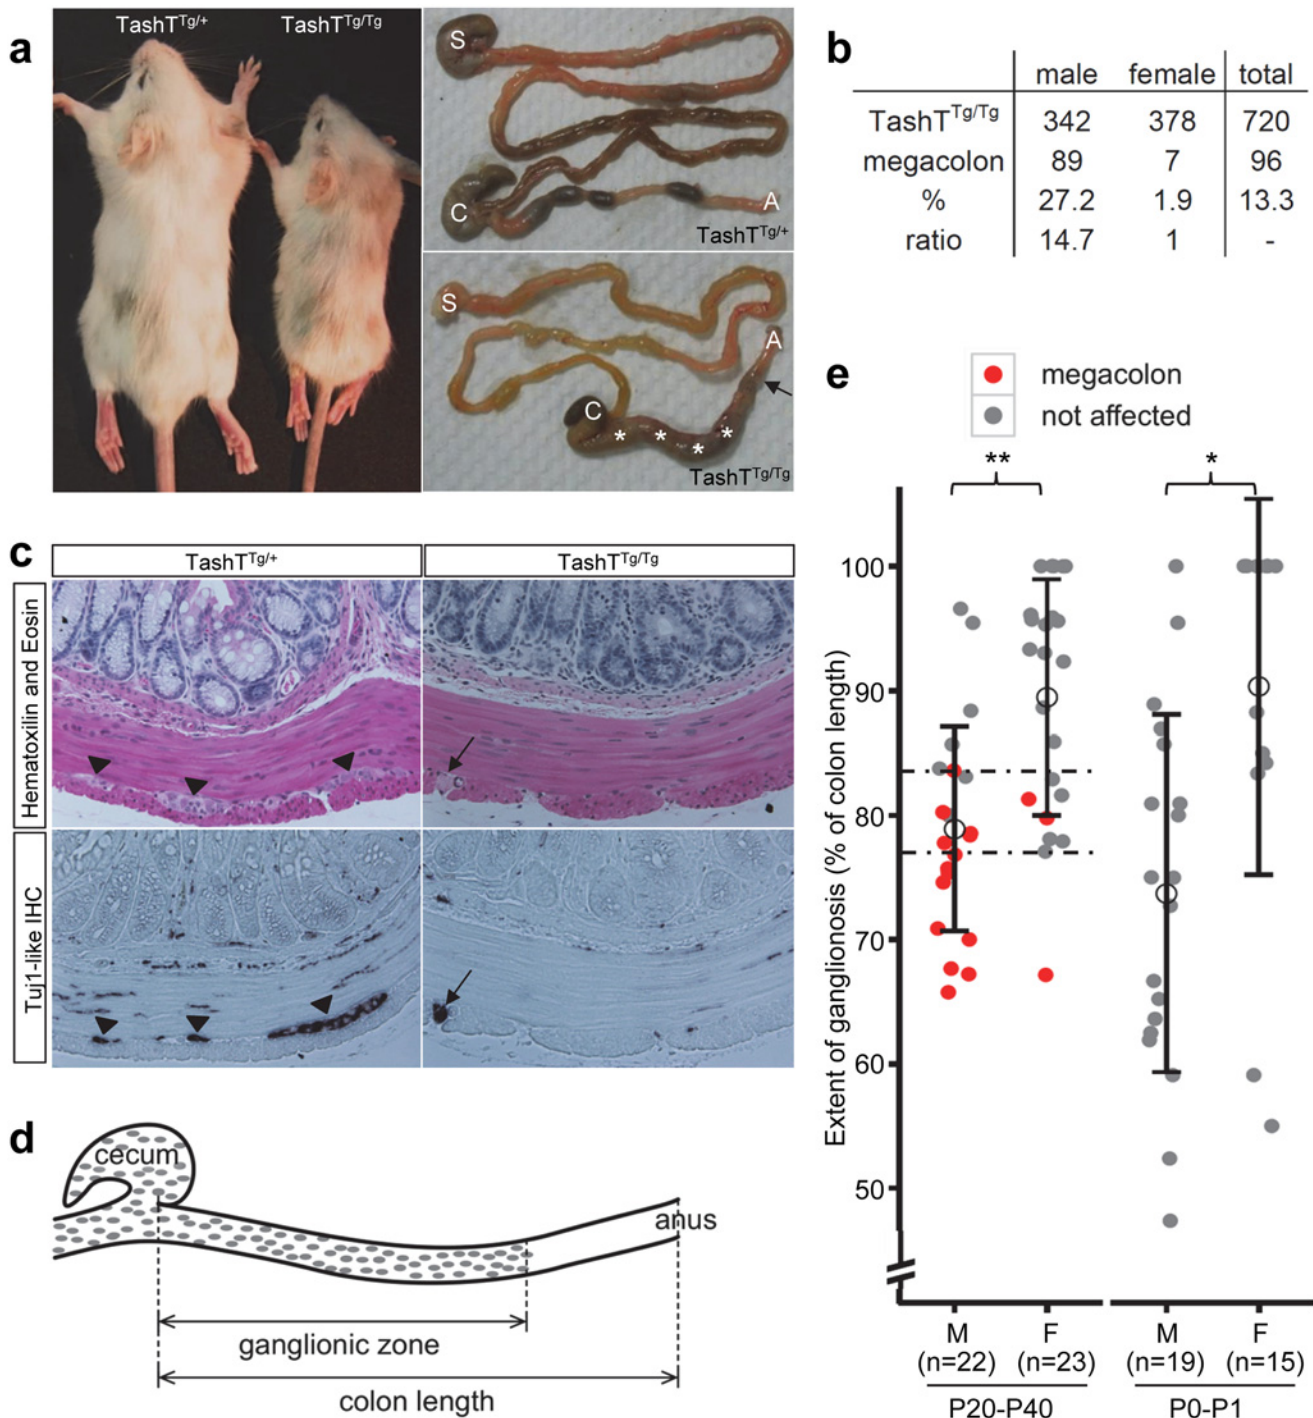 a
TashT^Tg/+
TashT^Tg/Tg
S
C
A
TashT^Tg/+
S
A
C
* * * *
TashT^Tg/Tg
b
male female total
TashT^Tg/Tg 342 378 720
megacolon 89 7 96
% 27.2 1.9 13.3
ratio 14.7 1 -
c
TashT^Tg/+
TashT^Tg/Tg
Hematoxilin and Eosin
Tuj1-like IHC
d
cecum
anus
ganglionic zone
colon length
e
megacolon
not affected
** *
Extent of ganglionosis (% of colon length)
100
90
80
70
60
50
M F M F
(n=22) (n=23) (n=19) (n=15)
P20-P40 P0-P1